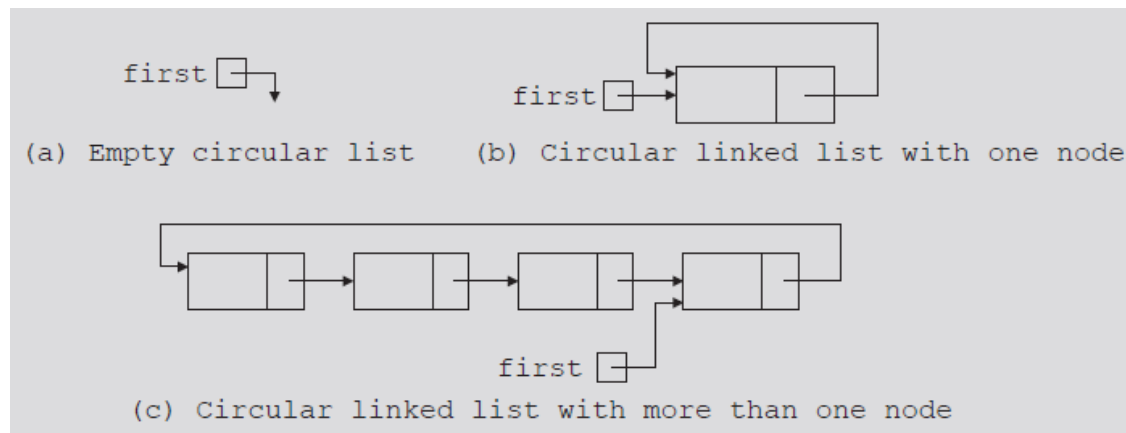 first
first
(a) Empty circular list
(b) Circular linked list with one node
first
(c) Circular linked list with more than one node